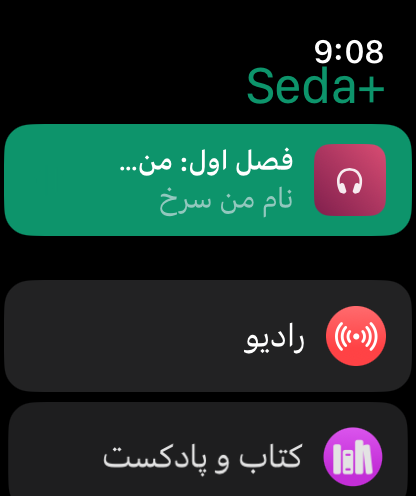 9:08
Seda+
فصل اول: من...
نام من سرخ
رادیو
کتاب و پادکست